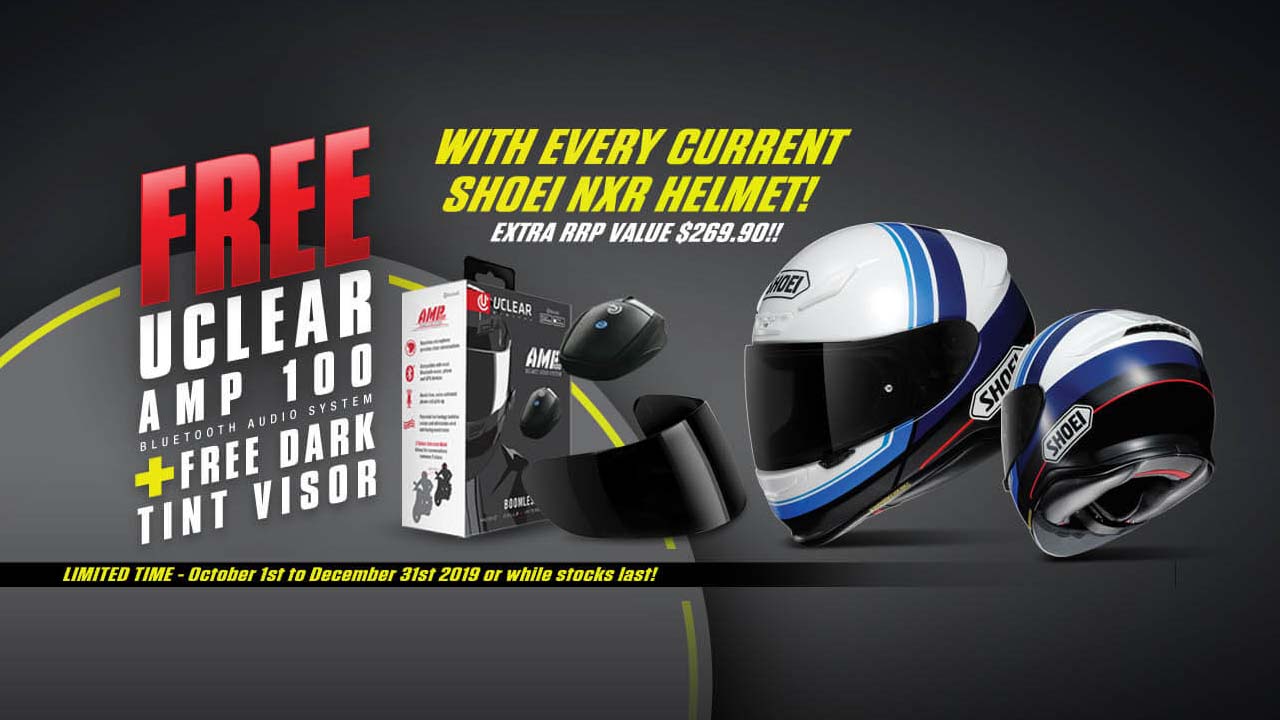 FREE
UCLEAR
AMP 100
BLUETOOTH AUDIO SYSTEM
+FREE DARK
TINT VISOR
WITH EVERY CURRENT
SHOEI NXR HELMET!
EXTRA RRP VALUE $269.90!!
UCLEAR
AMP
AMP
BOOMLES
SHOEI
SHOEI
SHOEI
LIMITED TIME - October 1st to December 31st 2019 or while stocks last!